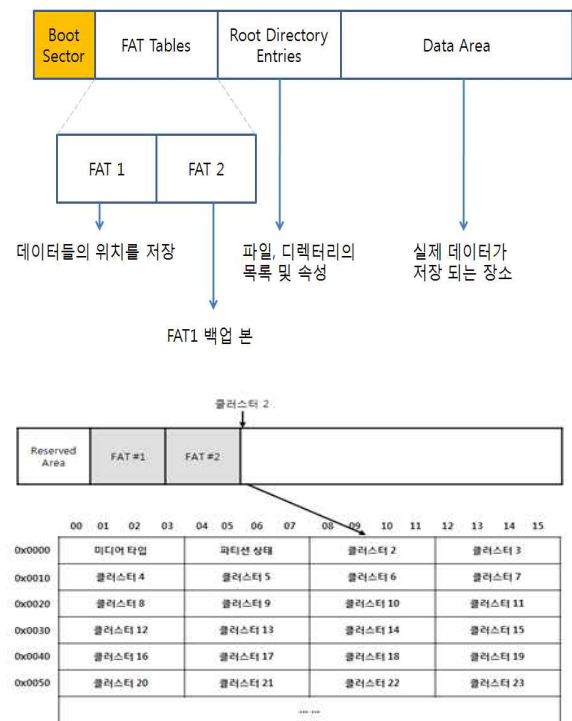 Boot
Sector
FAT Tables
Root Directory
Entries
Data Area
FAT 1
FAT 2
데이터들의 위치를 저장
파일, 디렉터리의
목록 및 속성
실제 데이터가
저장 되는 장소
FAT1 백업 본
클러스터 2
Reserved
Area
FAT #1
FAT #2
00 01 02 03 04 05 06 07 08 09 10 11 12 13 14 15
0x0000 미디어 타입 파티션 상태 클러스터 2 클러스터 3
0x0010 클러스터 4 클러스터 5 클러스터 6 클러스터 7
0x0020 클러스터 8 클러스터 9 클러스터 10 클러스터 11
0x0030 클러스터 12 클러스터 13 클러스터 14 클러스터 15
0x0040 클러스터 16 클러스터 17 클러스터 18 클러스터 19
0x0050 클러스터 20 클러스터 21 클러스터 22 클러스터 23
... ...